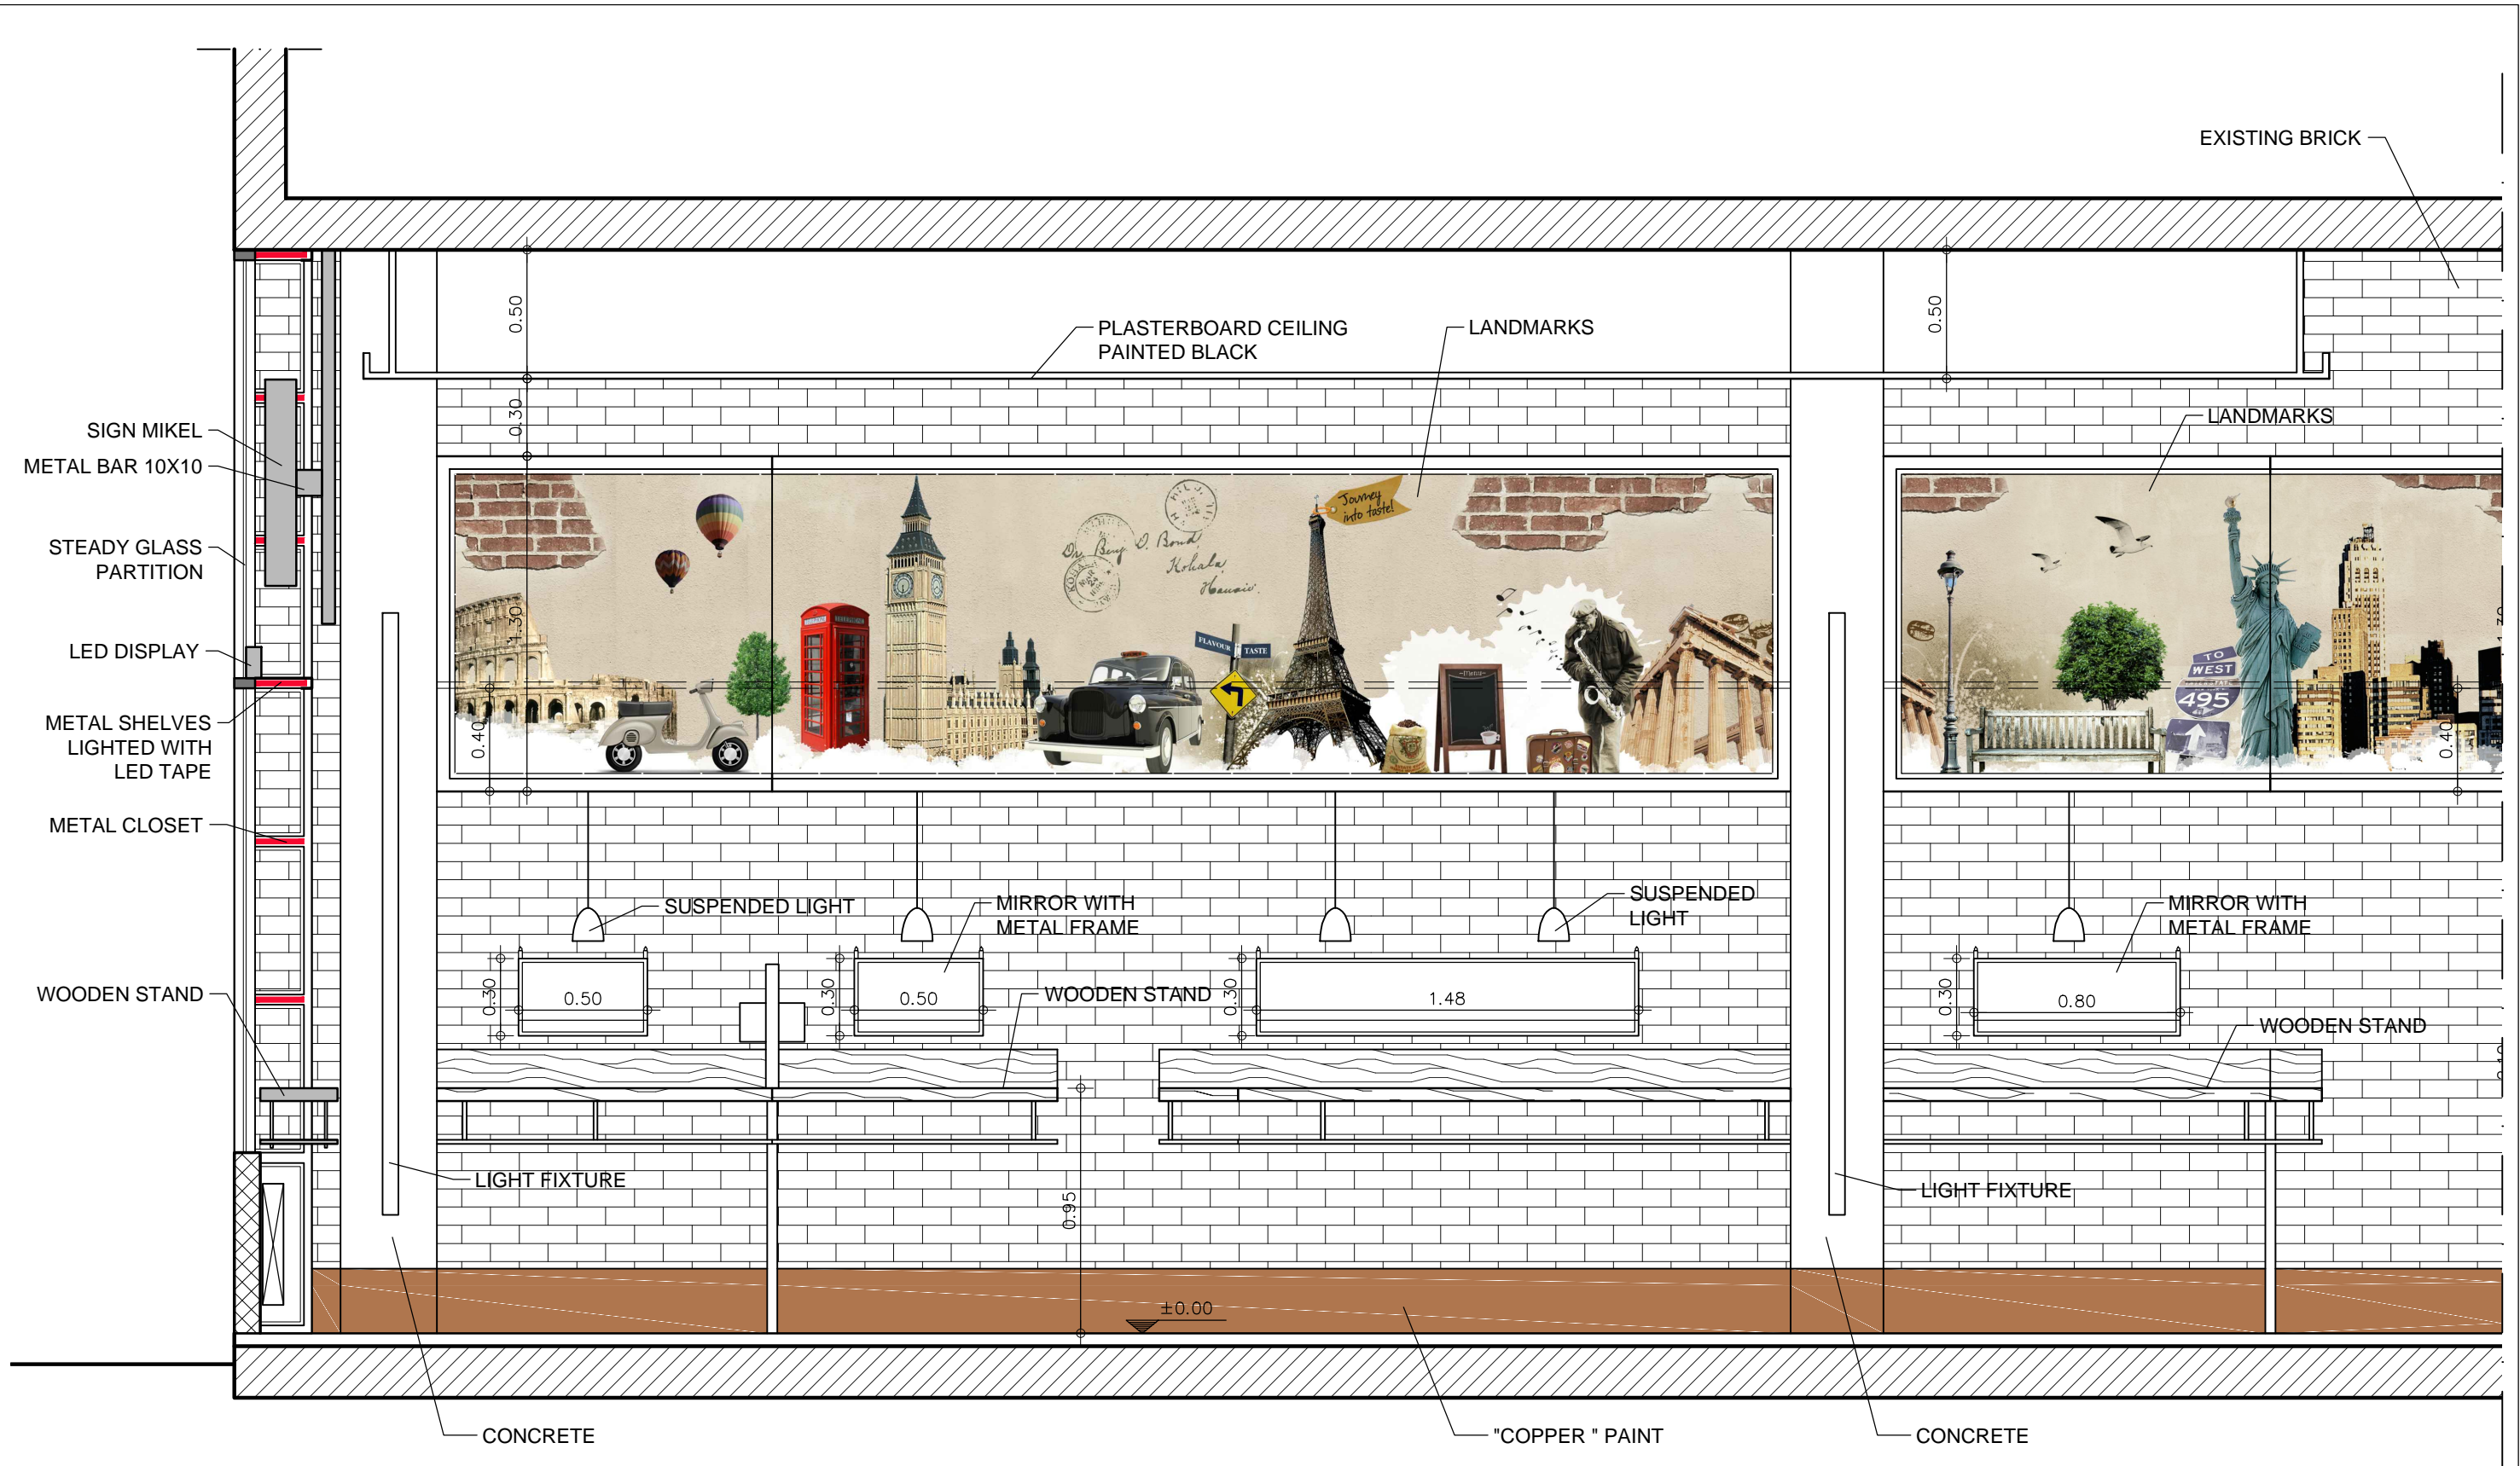 EXISTING BRICK
0.50
0.50
PLASTERBOARD CEILING
PAINTED BLACK
LANDMARKS
0.30
LANDMARKS
SIGN MIKEL
METAL BAR 10X10
STEADY GLASS
PARTITION
LED DISPLAY
METAL SHELVES
LIGHTED WITH
LED TAPE
METAL CLOSET
WOODEN STAND
Journey
into taste!
Kohala,
1.30
FLAVOUR
TASTE
menu
TO
WEST
495
0.40
0.40
SUSPENDED LIGHT
MIRROR WITH
METAL FRAME
SUSPENDED
LIGHT
MIRROR WITH
METAL FRAME
0.30
0.50
0.30
0.50
WOODEN STAND
0.30
1.48
0.30
0.80
WOODEN STAND
LIGHT FIXTURE
0.95
LIGHT FIXTURE
±0.00
CONCRETE
"COPPER " PAINT
CONCRETE